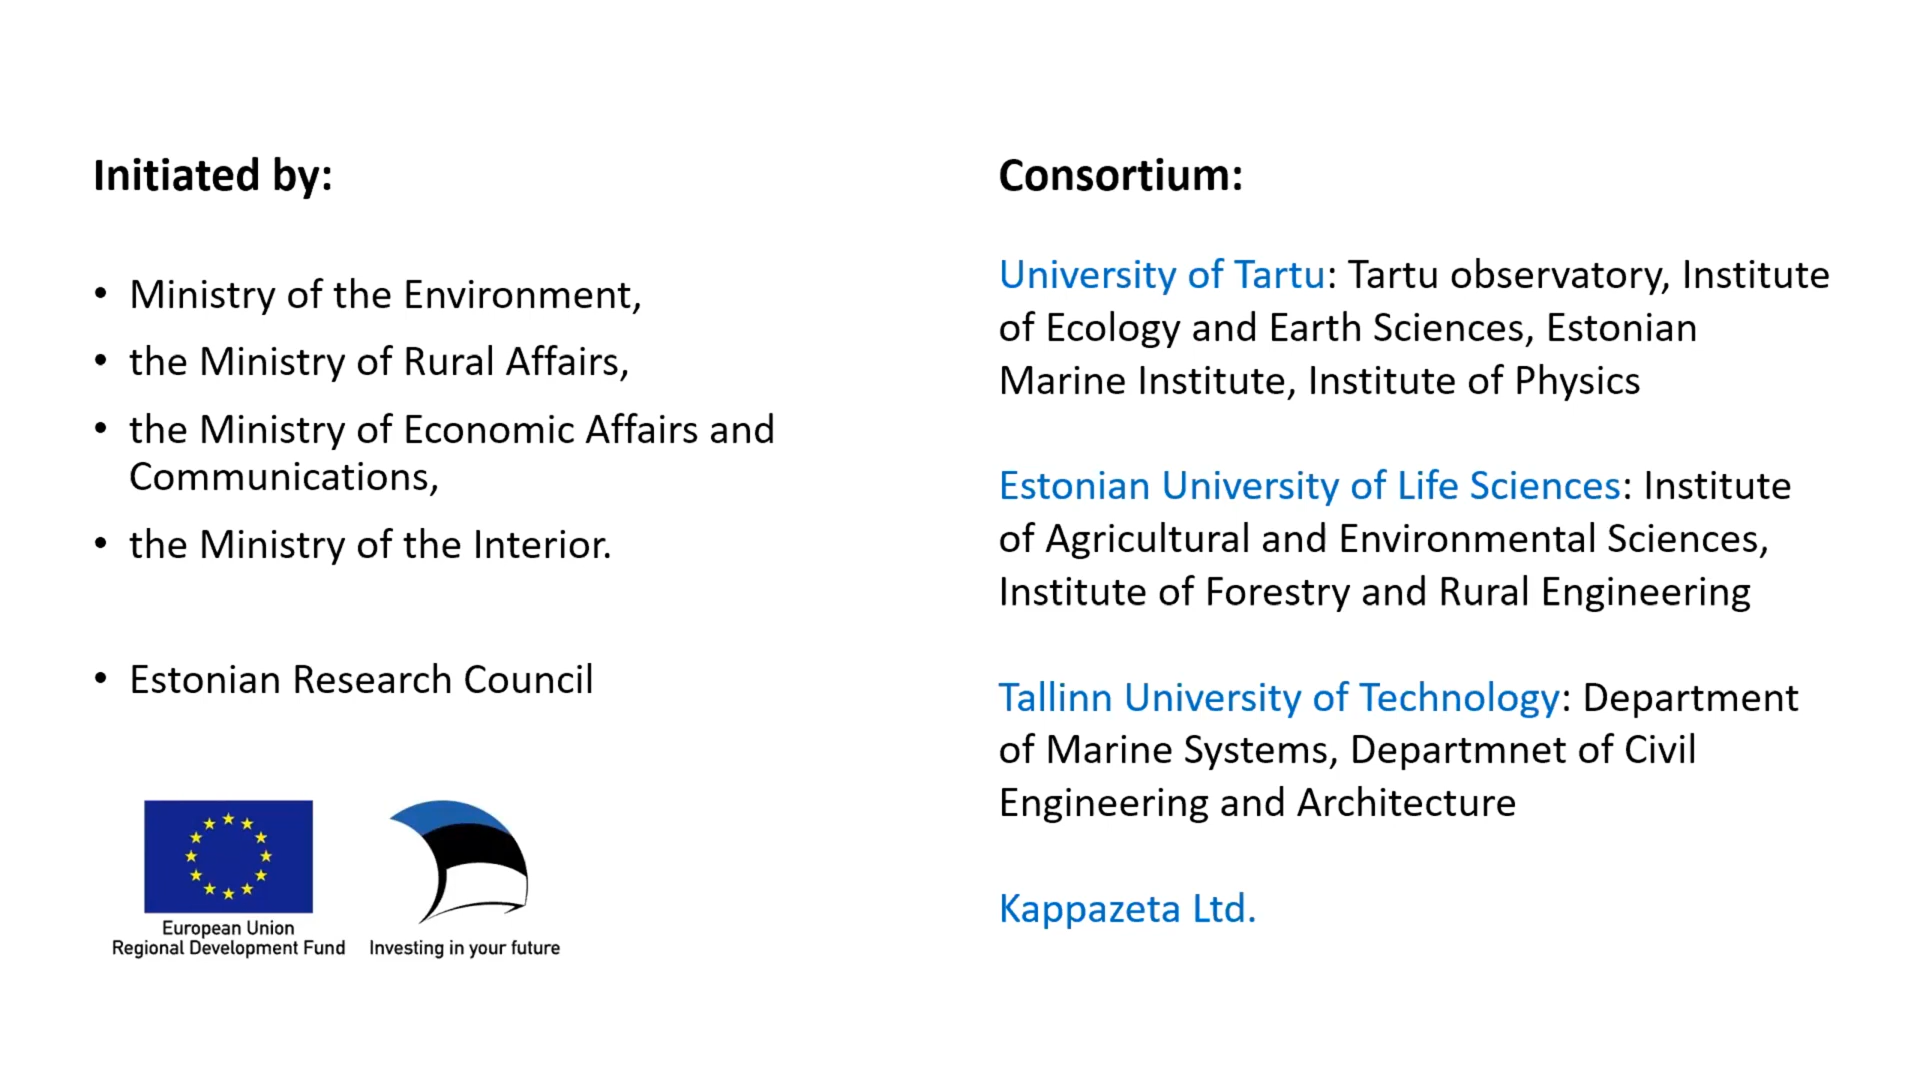 Initiated by:
• Ministry of the Environment,
• the Ministry of Rural Affairs,
• the Ministry of Economic Affairs and
Communications,
• the Ministry of the Interior.
• Estonian Research Council
European Union
Regional Development Fund
Investing in your future
Consortium:
University of Tartu: Tartu observatory, Institute
of Ecology and Earth Sciences, Estonian
Marine Institute, Institute of Physics
Estonian University of Life Sciences: Institute
of Agricultural and Environmental Sciences,
Institute of Forestry and Rural Engineering
Tallinn University of Technology: Department
of Marine Systems, Departmnet of Civil
Engineering and Architecture
Kappazeta Ltd.